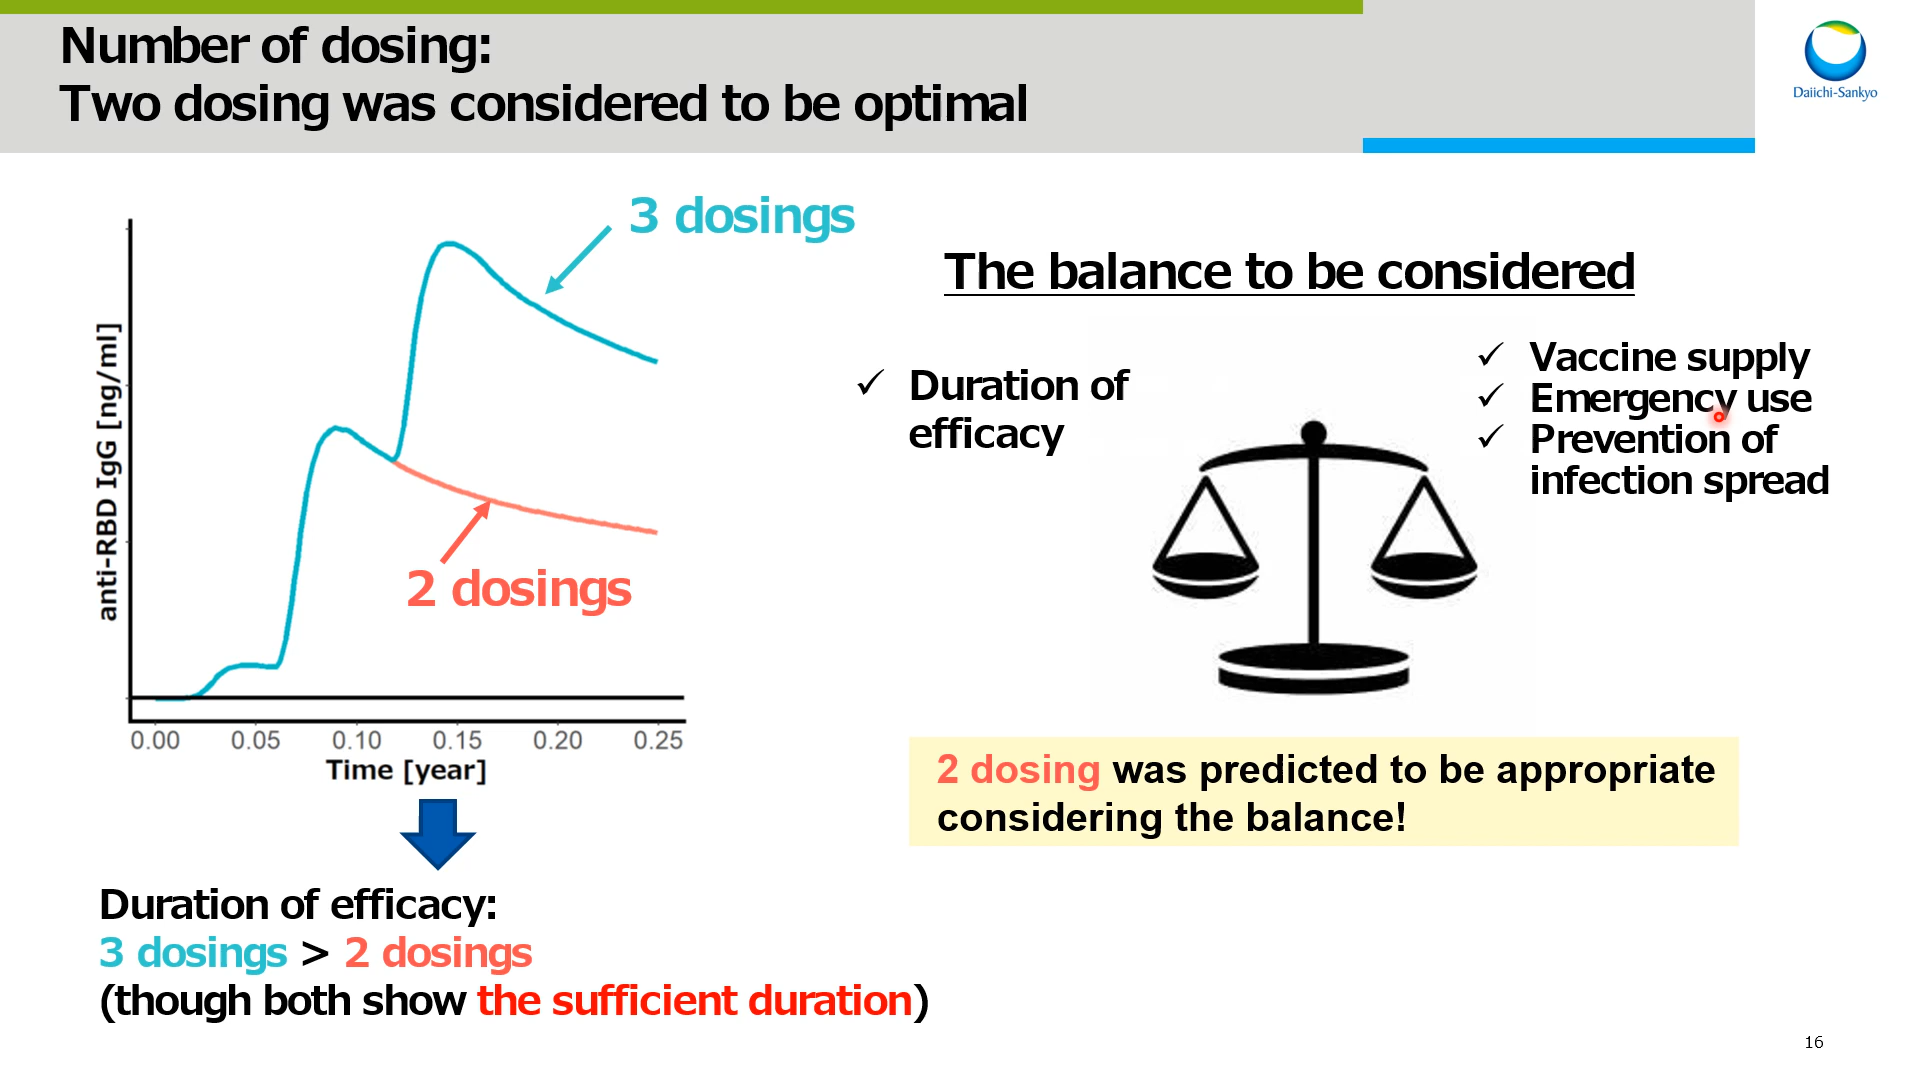 Number of dosing:
Two dosing was considered to be optimal
Daiichi-Sankyo
3 dosings
2 dosings
anti-RBD IgG [ng/ml]
0.00 0.05 0.10 0.15 0.20 0.25
Time [year]
Duration of efficacy:
3 dosings > 2 dosings
(though both show the sufficient duration)
The balance to be considered
✓ Duration of
efficacy
✓ Vaccine supply
✓ Emergency use
✓ Prevention of
infection spread
2 dosing was predicted to be appropriate
considering the balance!
16